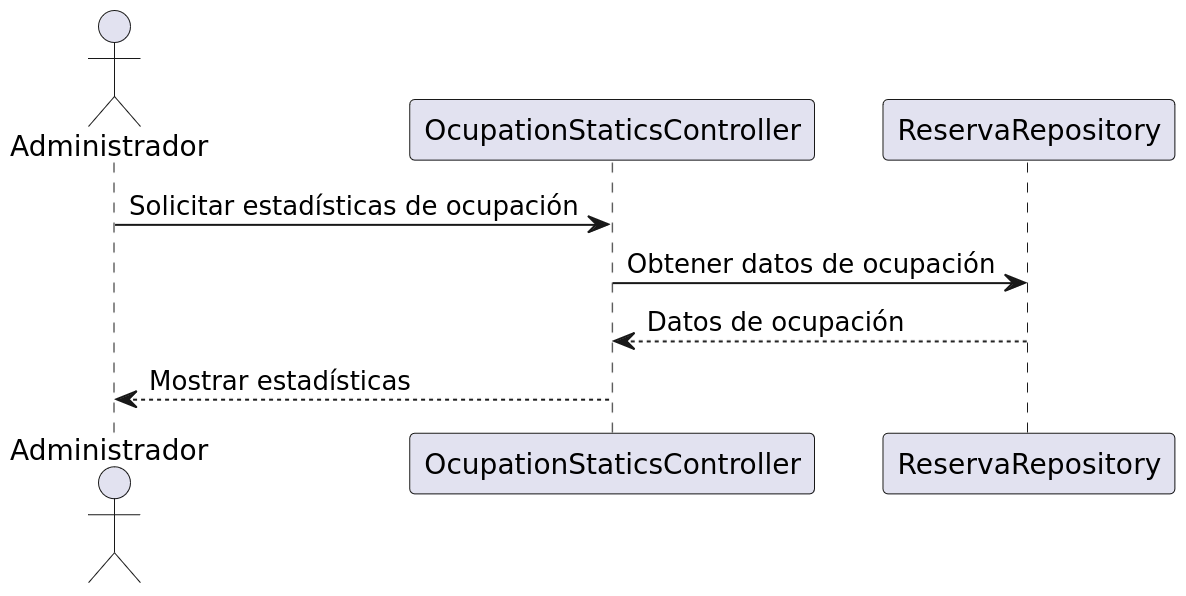 Administrador
OcupationStaticsController
ReservaRepository
Solicitar estadísticas de ocupación
Obtener datos de ocupación
Datos de ocupación
Mostrar estadísticas
Administrador
OcupationStaticsController
ReservaRepository